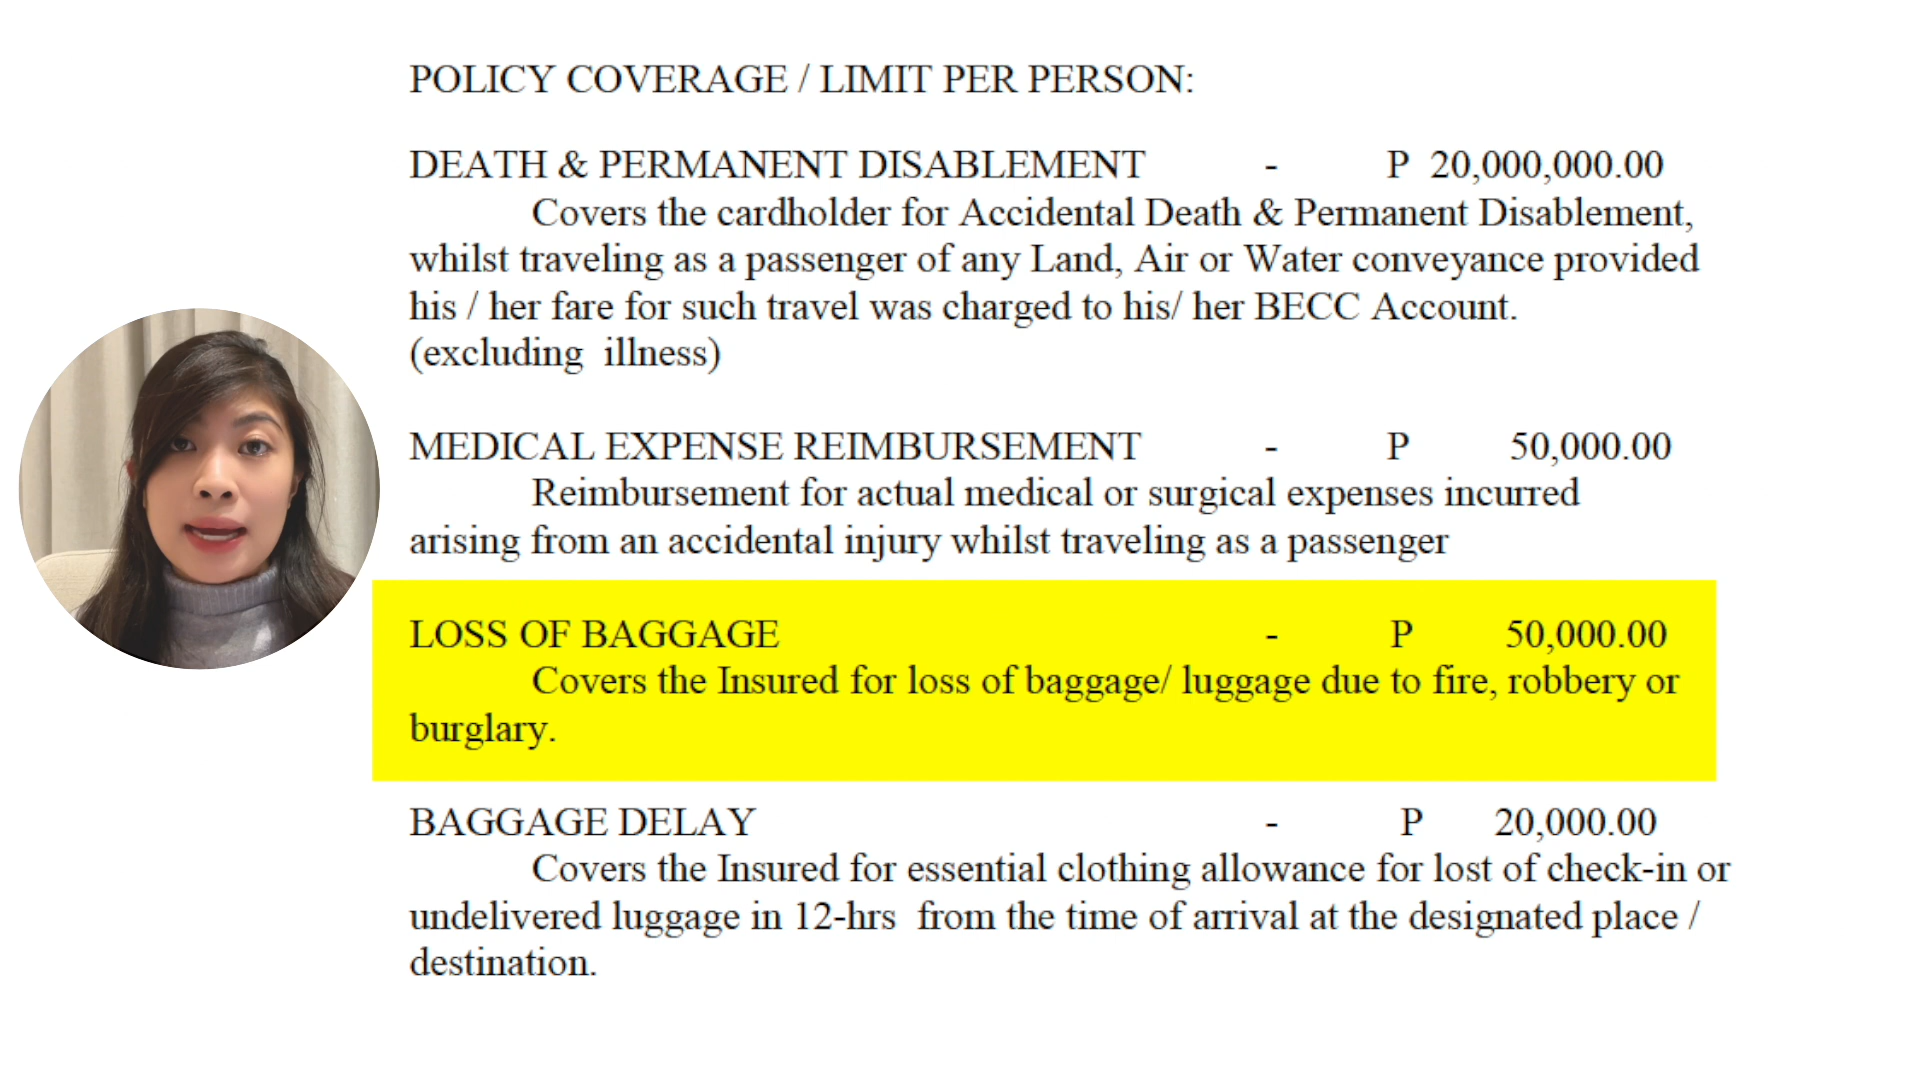 POLICY COVERAGE / LIMIT PER PERSON:
DEATH & PERMANENT DISABLEMENT - P 20,000,000.00
Covers the cardholder for Accidental Death & Permanent Disablement,
whilst traveling as a passenger of any Land, Air or Water conveyance provided
his / her fare for such travel was charged to his/ her BECC Account.
(excluding illness)
MEDICAL EXPENSE REIMBURSEMENT - P 50,000.00
Reimbursement for actual medical or surgical expenses incurred
arising from an accidental injury whilst traveling as a passenger
LOSS OF BAGGAGE - P 50,000.00
Covers the Insured for loss of baggage/ luggage due to fire, robbery or
burglary.
BAGGAGE DELAY - P 20,000.00
Covers the Insured for essential clothing allowance for lost of check-in or
undelivered luggage in 12-hrs from the time of arrival at the designated place /
destination.